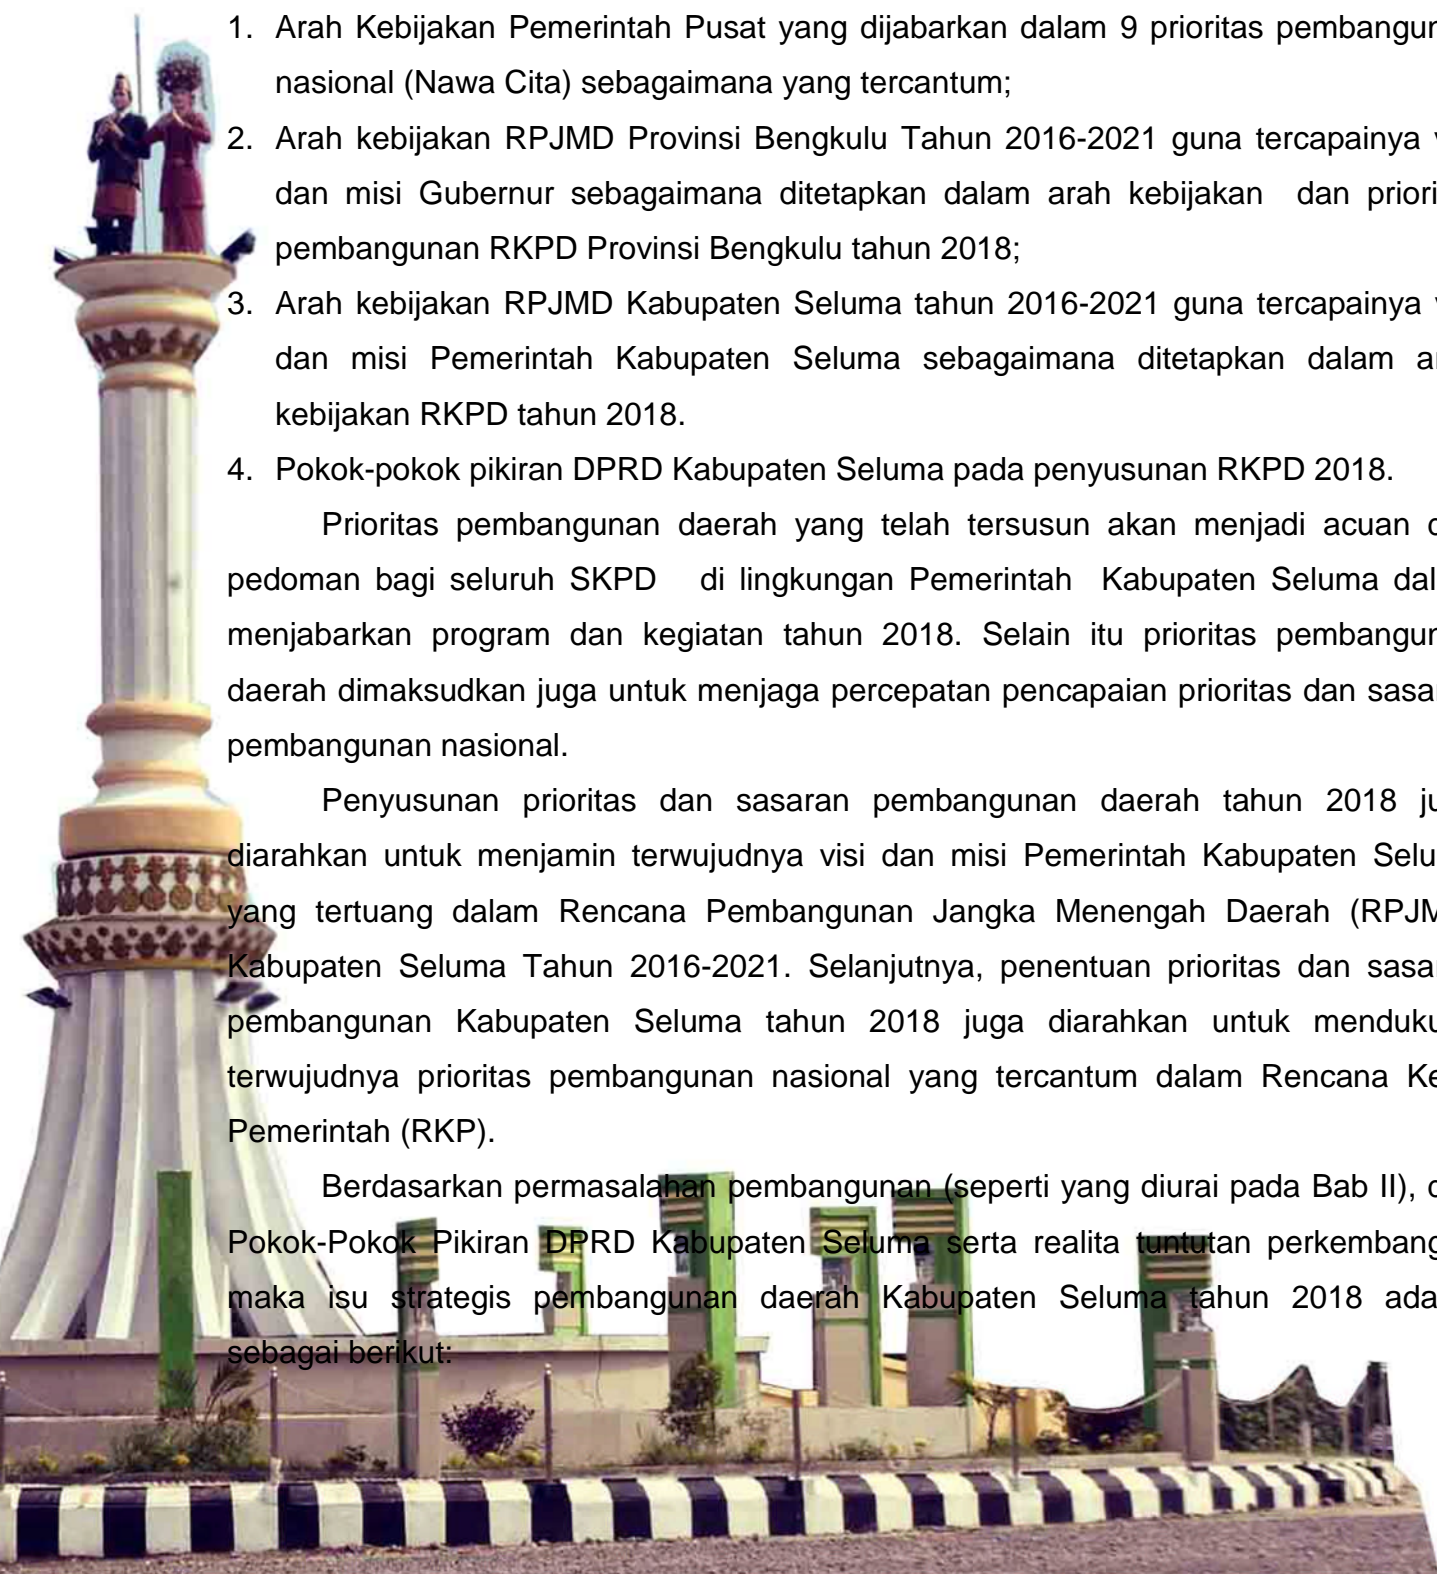 1. Arah Kebijakan Pemerintah Pusat yang dijabarkan dalam 9 prioritas
nasional (Nawa Cita) sebagaimana yang tercantum;
2. Arah kebijakan RPJMD Provinsi Bengkulu Tahun 2016-2021 guna tercapainya
dan misi Gubernur sebagaimana ditetapkan dalam arah kebijakan dan
pembangunan RKPD Provinsi Bengkulu tahun 2018;
3. Arah kebijakan RPJMD Kabupaten Seluma tahun 2016-2021 guna tercapainya
dan misi Pemerintah Kabupaten Seluma sebagaimana ditetapkan dalam
kebijakan RKPD tahun 2018.
4. Pokok-pokok pikiran DPRD Kabupaten Seluma pada penyusunan RKPD 2018.
Prioritas pembangunan daerah yang telah tersusun akan menjadi acuan
pedoman bagi seluruh SKPD di lingkungan Pemerintah Kabupaten Seluma
menjabarkan program dan kegiatan tahun 2018. Selain itu prioritas
daerah dimaksudkan juga untuk menjaga percepatan pencapaian prioritas dan
pembangunan nasional.
Penyusunan prioritas dan sasaran pembangunan daerah tahun 2018
diarahkan untuk menjamin terwujudnya visi dan misi Pemerintah Kabupaten
yang tertuang dalam Rencana Pembangunan Jangka Menengah Daerah
Kabupaten Seluma Tahun 2016-2021. Selanjutnya, penentuan prioritas dan
pembangunan Kabupaten Seluma tahun 2018 juga diarahkan untuk
terwujudnya prioritas pembangunan nasional yang tercantum dalam Rencana
Pemerintah (RKP).
Berdasarkan permasalahan pembangunan (seperti yang diurai pada Bab II),
Pokok-Pokok Pikiran DPRD Kabupaten Seluma serta realita tuntutan
maka isu strategis pembangunan daerah Kabupaten Seluma tahun 2018
sebagai berikut: